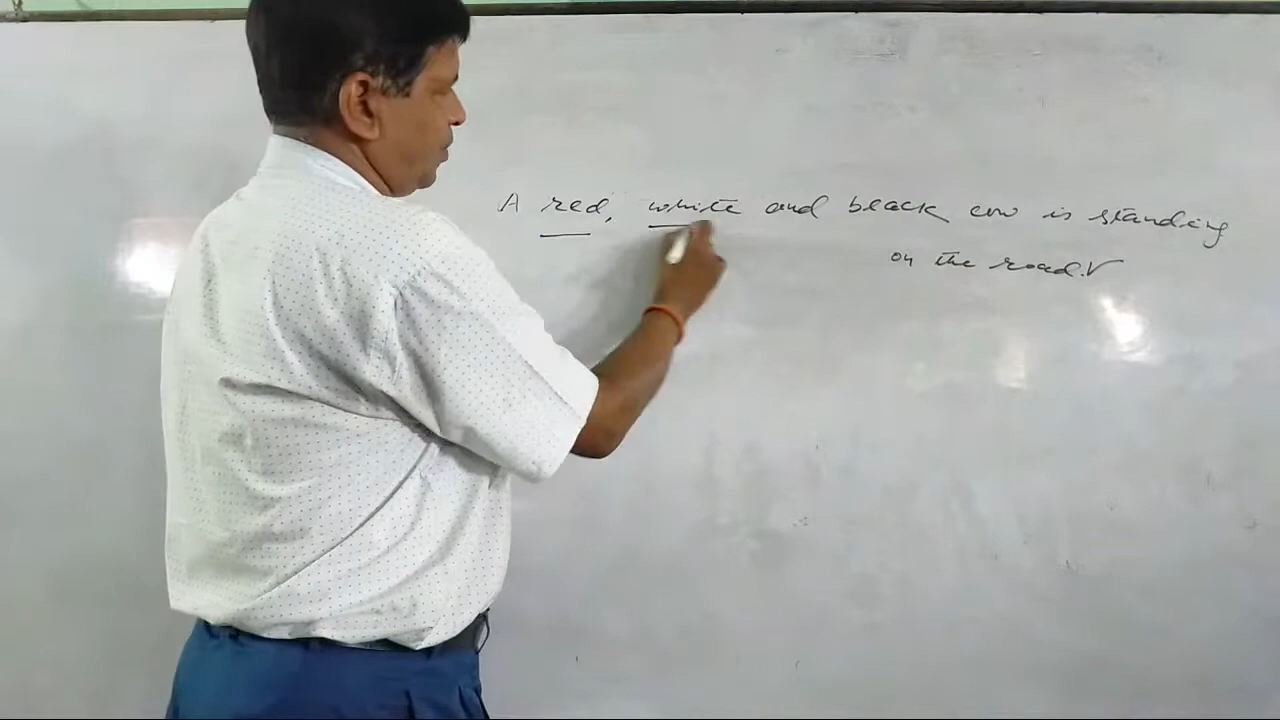 A red, white and black cow is standing
on the road.